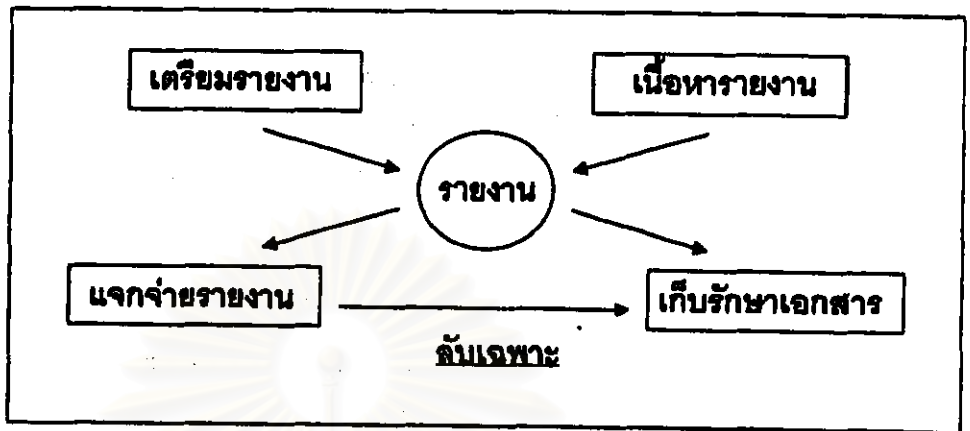 เตรียมรายงาน
เนื้อหารายงาน
รายงาน
แจกจ่ายรายงาน
เก็บรักษาเอกสาร
ลับเฉพาะ